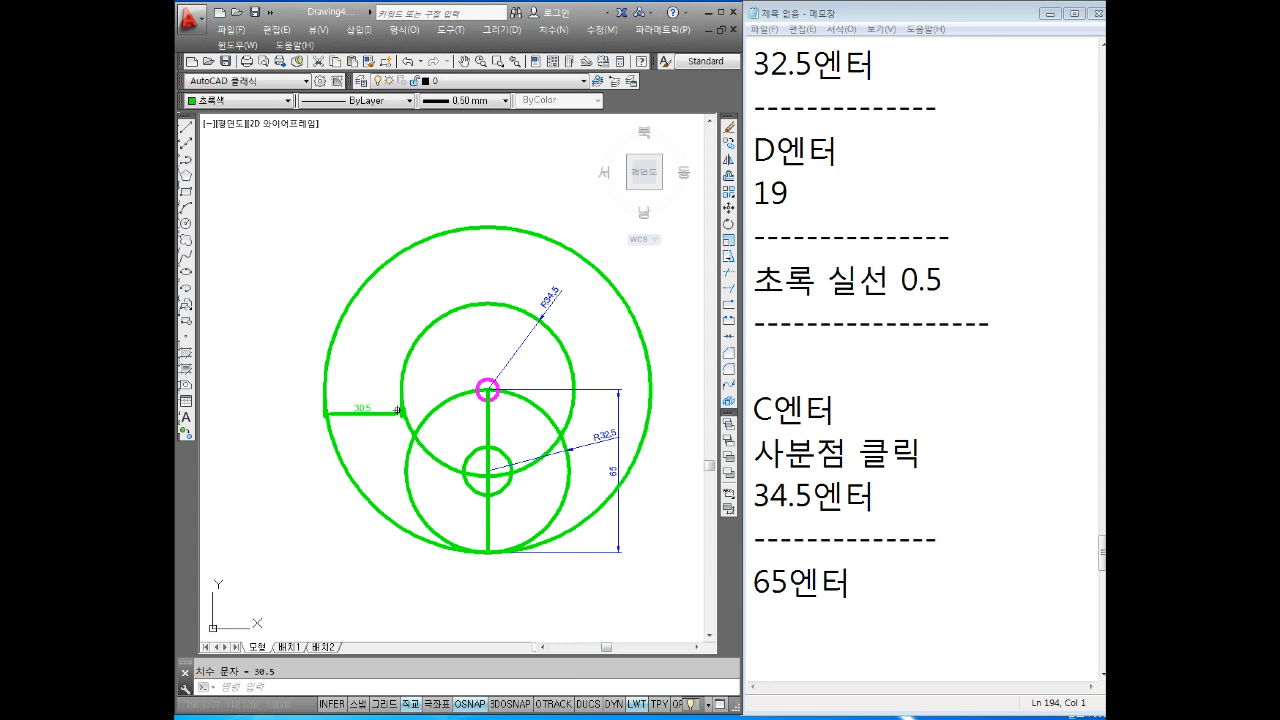 Drawing4....
키워드 또는 구절 입력
로그인
파일(F) 편집(E) 뷰(V) 삽입(I) 형식(O) 도구(T) 그리기(D) 치수(N) 수정(M) 파라메트릭(P)
윈도우(W) 도움말(H)
Standard
AutoCAD 클래식
0
초록색
ByLayer
0,50 mm
ByColor
[-][평면도][2D 와이어프레임]
북
서
평면도
동
남
WCS
R34.5
30.5
R32.5
65
Y
X
모형
배치1
배치2
치수 문자 = 30.5
명령 입력
INFER 스냅 그리드 직교 극좌표 OSNAP 3DOSNAP OTRACK DUCS DYN LWT TPY
제목 없음 - 메모장
파일(F) 편집(E) 서식(O) 보기(V) 도움말(H)
32.5엔터
--------------
D엔터
19
---------------
초록 실선 0.5
------------------
C엔터
사분점 클릭
34.5엔터
--------------
65엔터
Ln 194, Col 1